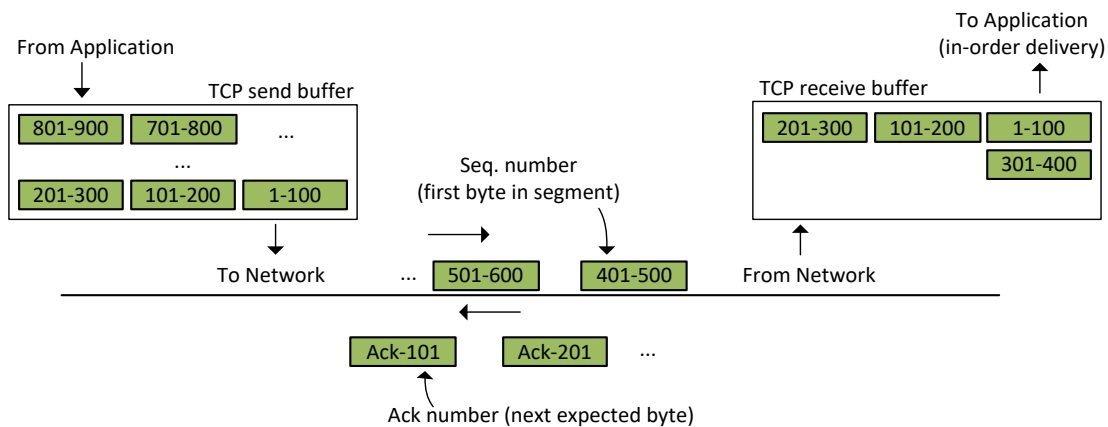 To Application
(in-order delivery)
From Application
TCP send buffer
TCP receive buffer
801-900 701-800 ...
...
201-300 101-200 1-100
201-300 101-200 1-100
301-400
Seq. number
(first byte in segment)
To Network
... 501-600 401-500
From Network
Ack-101 Ack-201 ...
Ack number (next expected byte)